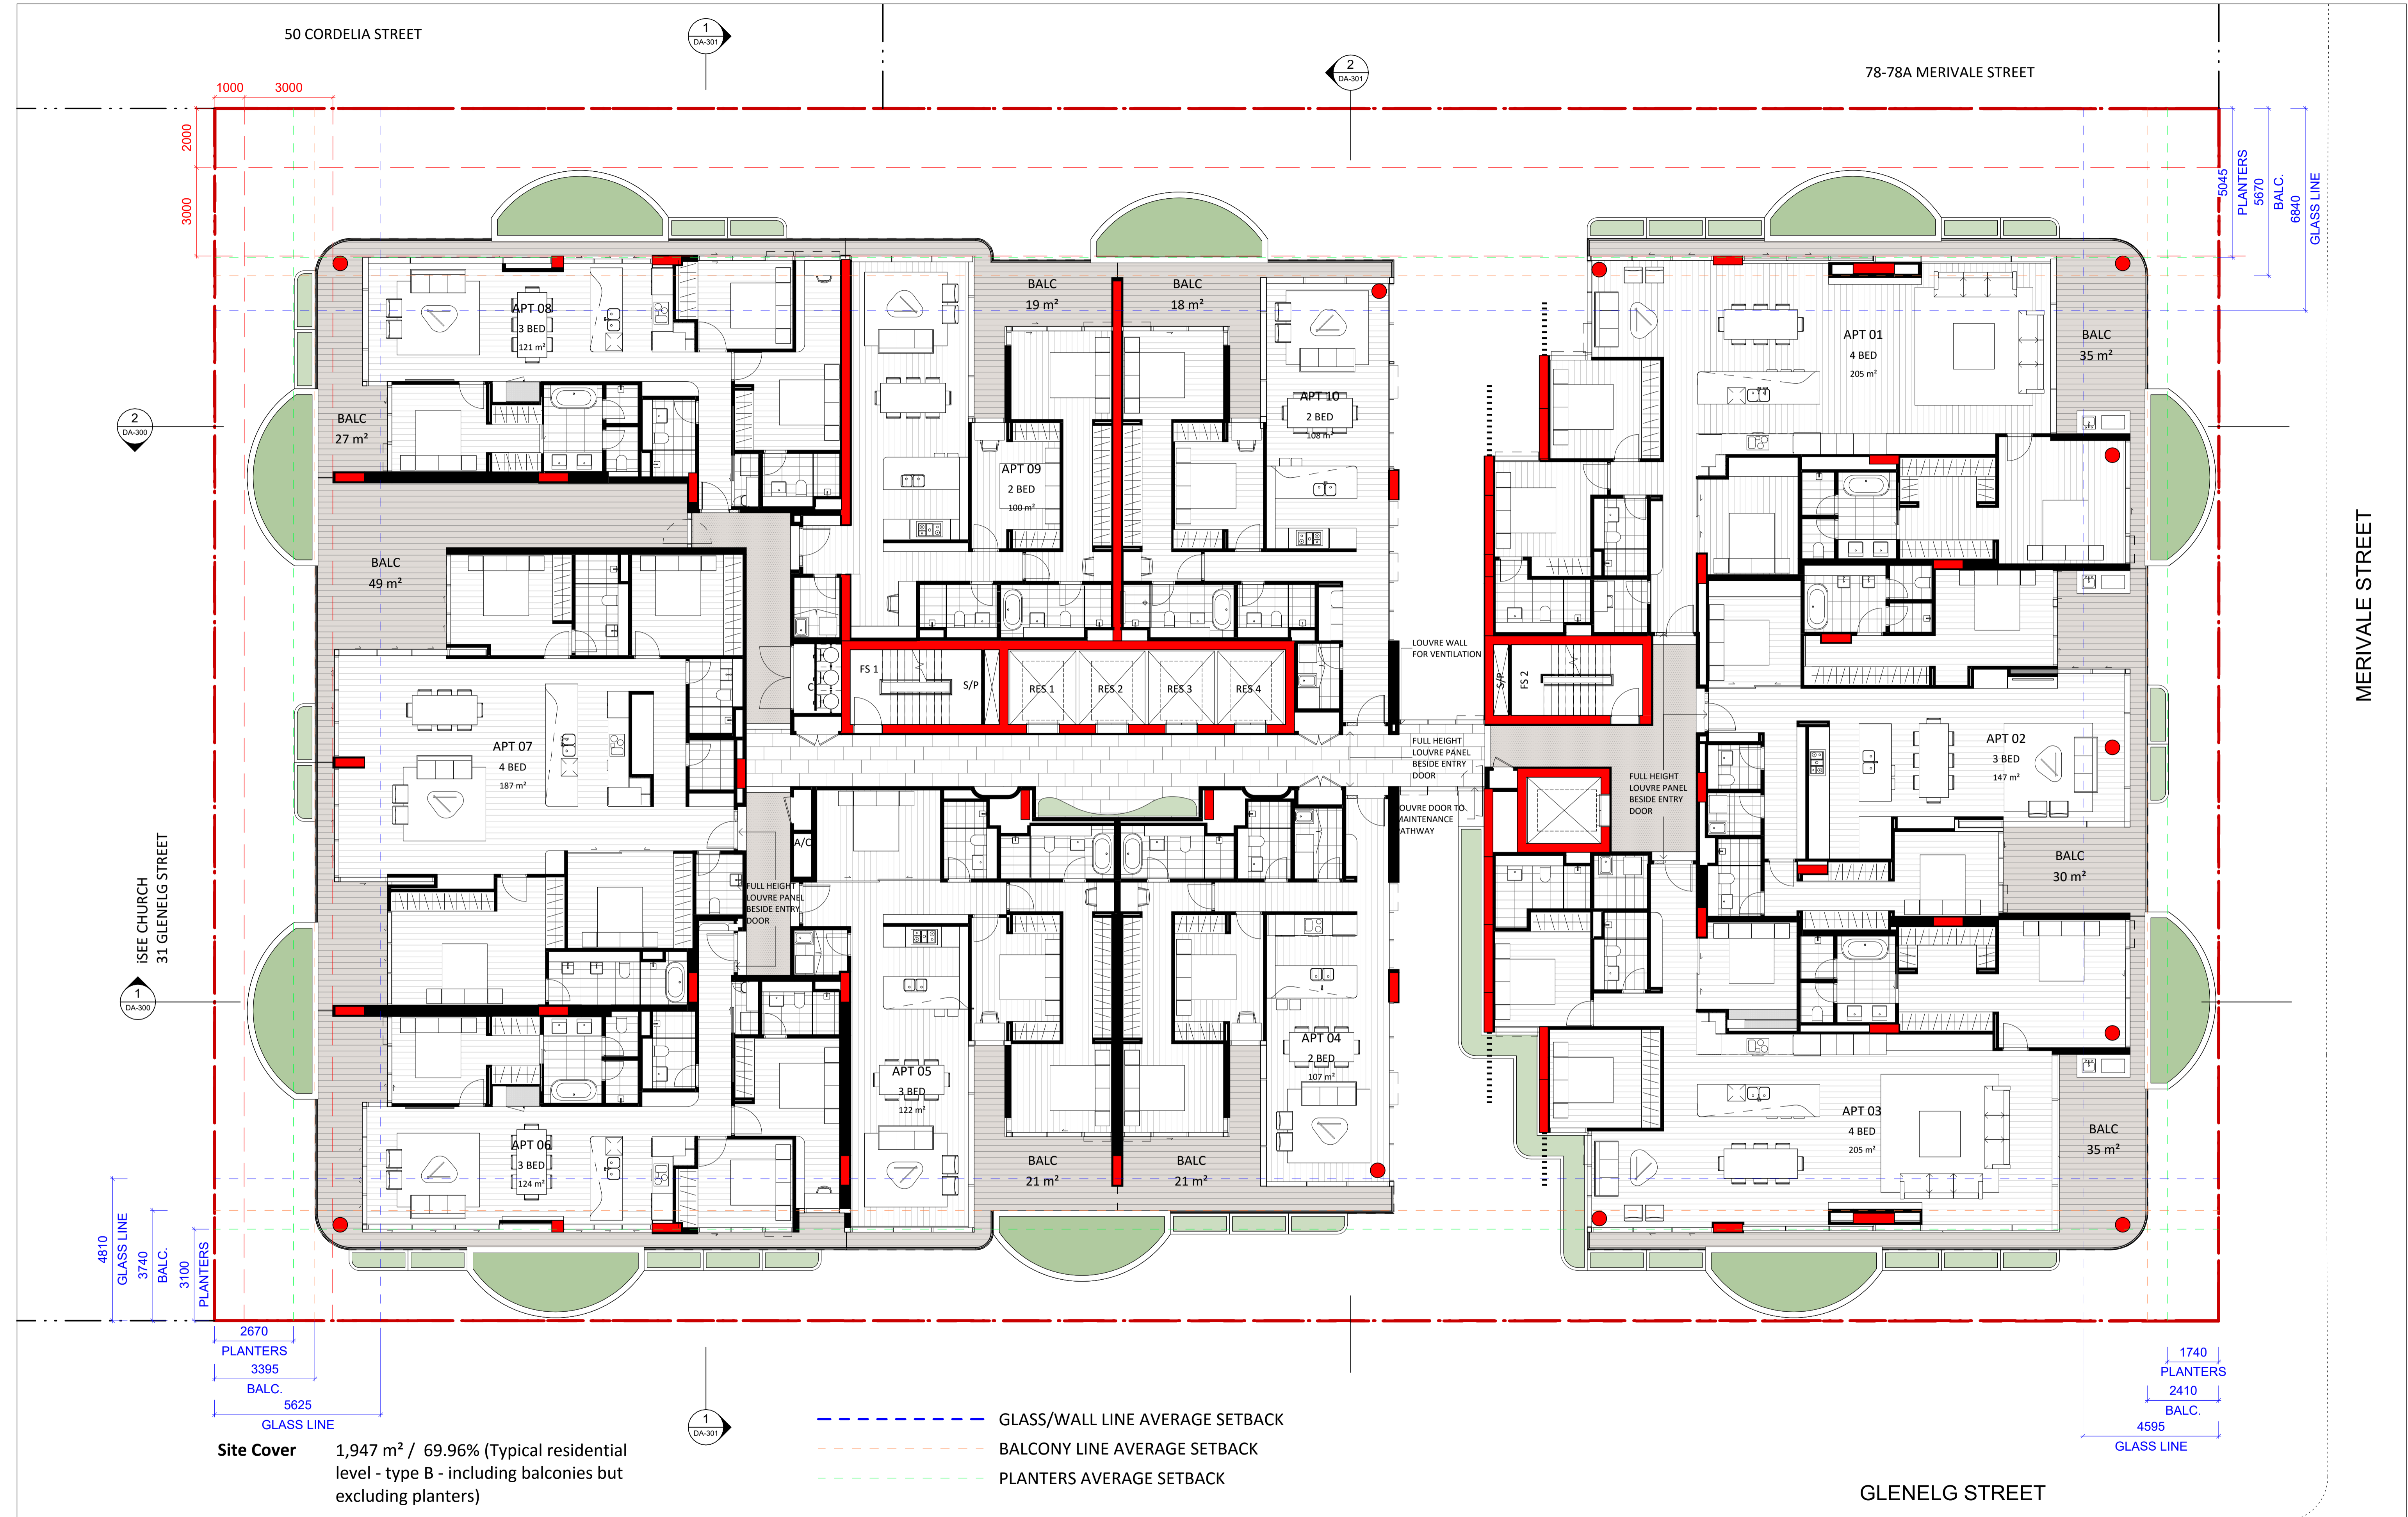 50 CORDELIA STREET
1
DA-301
2
DA-301
78-78A MERIVALE STREET
1000
3000
2000
3000
5045
PLANTERS
5670
BALC.
6840
GLASS LINE
APT 08
3 BED
121 m²
BALC
27 m²
BALC
19 m²
BALC
18 m²
APT 09
2 BED
100 m²
APT 10
2 BED
108 m²
APT 01
4 BED
205 m²
BALC
35 m²
2
DA-300
BALC
49 m²
MERIVALE STREET
FS 1
S/P
RES 1
RES 2
RES 3
RES 4
C
LOUVRE WALL
FOR VENTILATION
S/P
FS 2
APT 07
4 BED
187 m²
FULL HEIGHT
LOUVRE PANEL
BESIDE ENTRY
DOOR
FULL HEIGHT
LOUVRE PANEL
BESIDE ENTRY
DOOR
APT 02
3 BED
147 m²
OUVRE DOOR TO
MAINTENANCE
ATHWAY
A/C
FULL HEIGHT
LOUVRE PANEL
BESIDE ENTRY
DOOR
BALC
30 m²
iSEE CHURCH
31 GLENELG STREET
1
DA-300
APT 06
3 BED
124 m²
APT 05
3 BED
122 m²
APT 04
2 BED
107 m²
BALC
21 m²
BALC
21 m²
APT 03
4 BED
205 m²
BALC
35 m²
4810
GLASS LINE
3740
BALC.
3100
PLANTERS
2670
PLANTERS
3395
BALC.
5625
GLASS LINE
1740
PLANTERS
2410
BALC.
4595
GLASS LINE
1
DA-301
Site Cover 1,947 m² / 69.96% (Typical residential
level - type B - including balconies but
excluding planters)
GLASS/WALL LINE AVERAGE SETBACK
BALCONY LINE AVERAGE SETBACK
PLANTERS AVERAGE SETBACK
GLENELG STREET